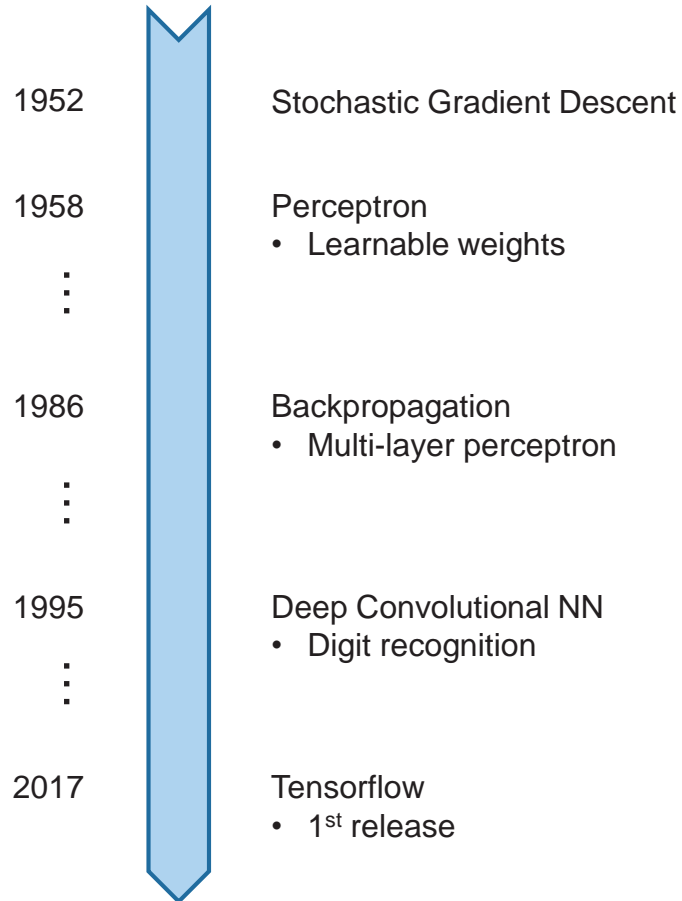 1952 Stochastic Gradient Descent
1958 Perceptron
• Learnable weights
⋮
1986 Backpropagation
• Multi-layer perceptron
⋮
1995 Deep Convolutional NN
• Digit recognition
⋮
2017 Tensorflow
• 1st release